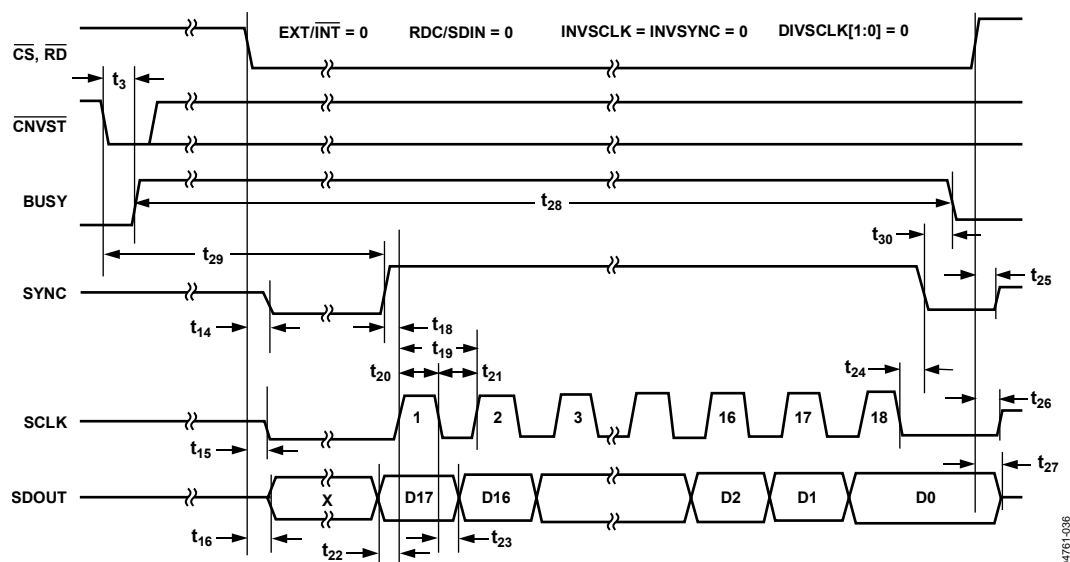 EXT/INT = 0 RDC/SDIN = 0 INVSCLK = INVSYNC = 0 DIVSCLK[1:0] = 0
CS, RD
t3
CNVST
BUSY
t28
t30
t29
t25
SYNC
t14
t18
t19
t20
t21
t24
t26
SCLK
1 2 3 16 17 18
t15
t27
SDOUT
X D17 D16 D2 D1 D0
t16
t22
t23
04761-036